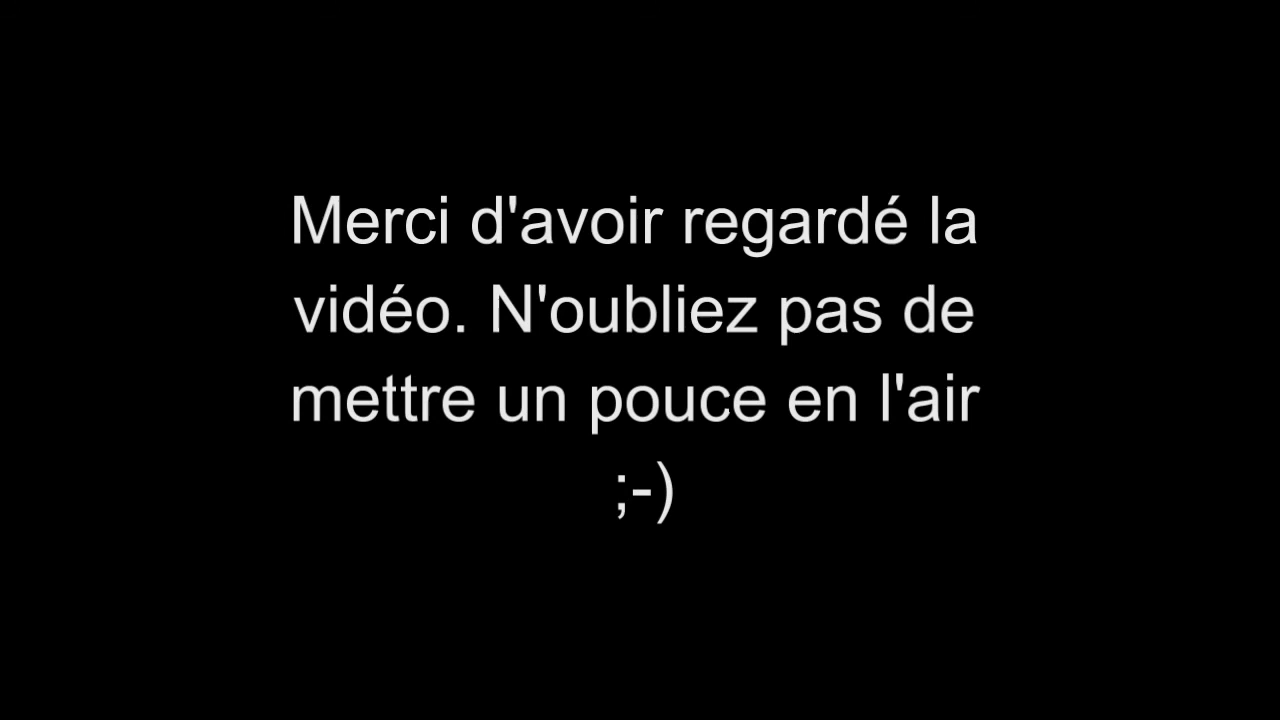 Merci d'avoir regardé la
vidéo. N'oubliez pas de
mettre un pouce en l'air
;-)